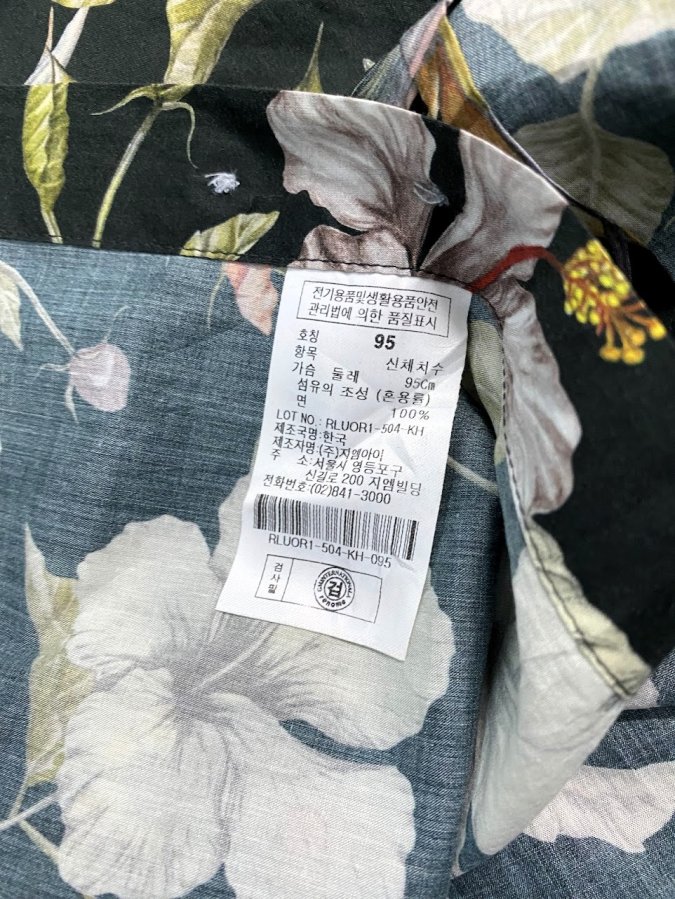 전기용품및생활용품안전
관리법에 의한 품질표시
호칭 95
항목 신체치수
가슴 둘레 95Cm
섬유의 조성 (혼용률)
면 100%
LOT NO.: RLUOR1-504-KH
제조국명:한국
제조자명:(주)지엠아이
주 소:서울시 영등포구
신길로 200 지엠빌딩
전화번호:(02)841-3000
RLUOR1-504-KH-095
검사필
GMINTERNATIONAL
검
renoma